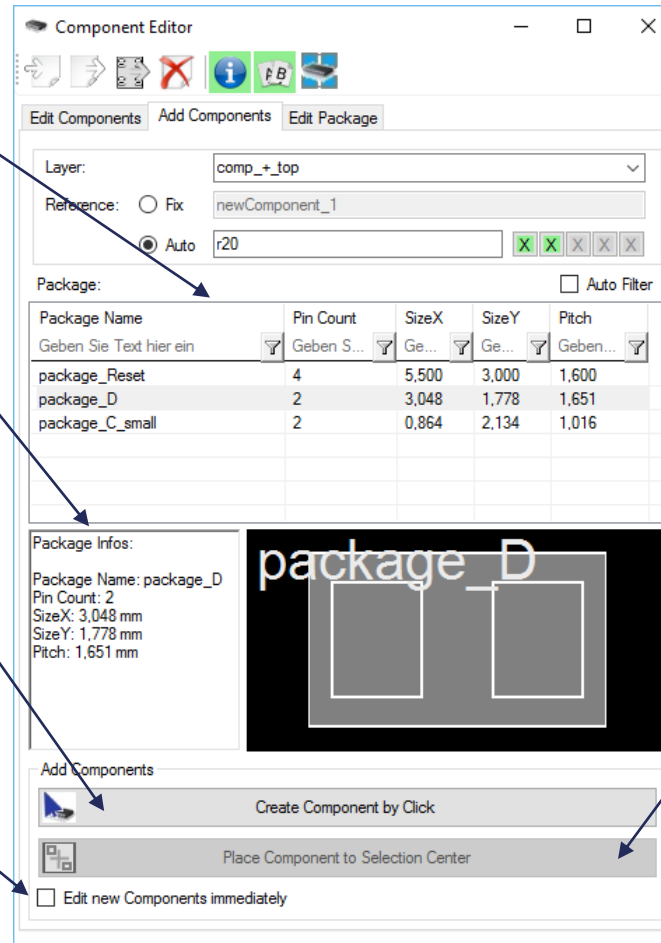 Component Editor
Edit Components Add Components Edit Package
Layer: comp_+_top
Reference: Fix newComponent_1
Auto r20 X X X X X
Package: Auto Filter
Package Name Pin Count SizeX SizeY Pitch
Geben Sie Text hier ein Geben S... Ge... Ge... Geben...
package_Reset 4 5,500 3,000 1,600
package_D 2 3,048 1,778 1,651
package_C_small 2 0,864 2,134 1,016
Package Infos:
Package Name: package_D
Pin Count: 2
SizeX: 3,048 mm
SizeY: 1,778 mm
Pitch: 1,651 mm
package_D
Add Components
Create Component by Click
Place Component to Selection Center
Edit new Components immediately